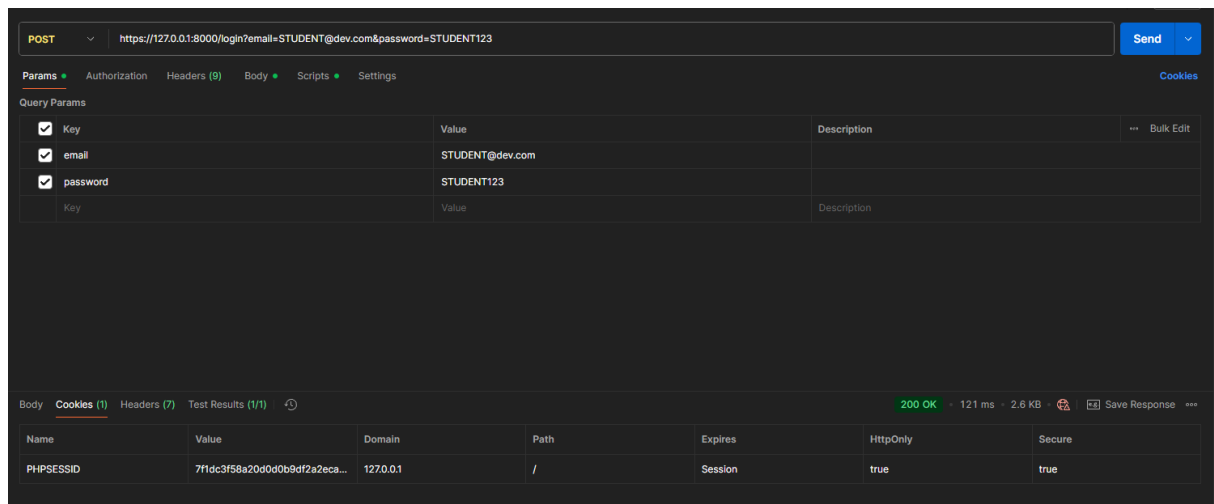 POST https://127.0.0.1:8000/login?email=STUDENT@dev.com&password=STUDENT123 Send
Params Authorization Headers (9) Body Scripts Settings Cookies
Query Params
Key Value Description Bulk Edit
email STUDENT@dev.com
password STUDENT123
Key Value Description
Body Cookies (1) Headers (7) Test Results (1/1) 200 OK 121 ms 2.6 KB Save Response
Name Value Domain Path Expires HttpOnly Secure
PHPSESSID 7f1dc3f58a20d0d0b9df2a2eca... 127.0.0.1 / Session true true